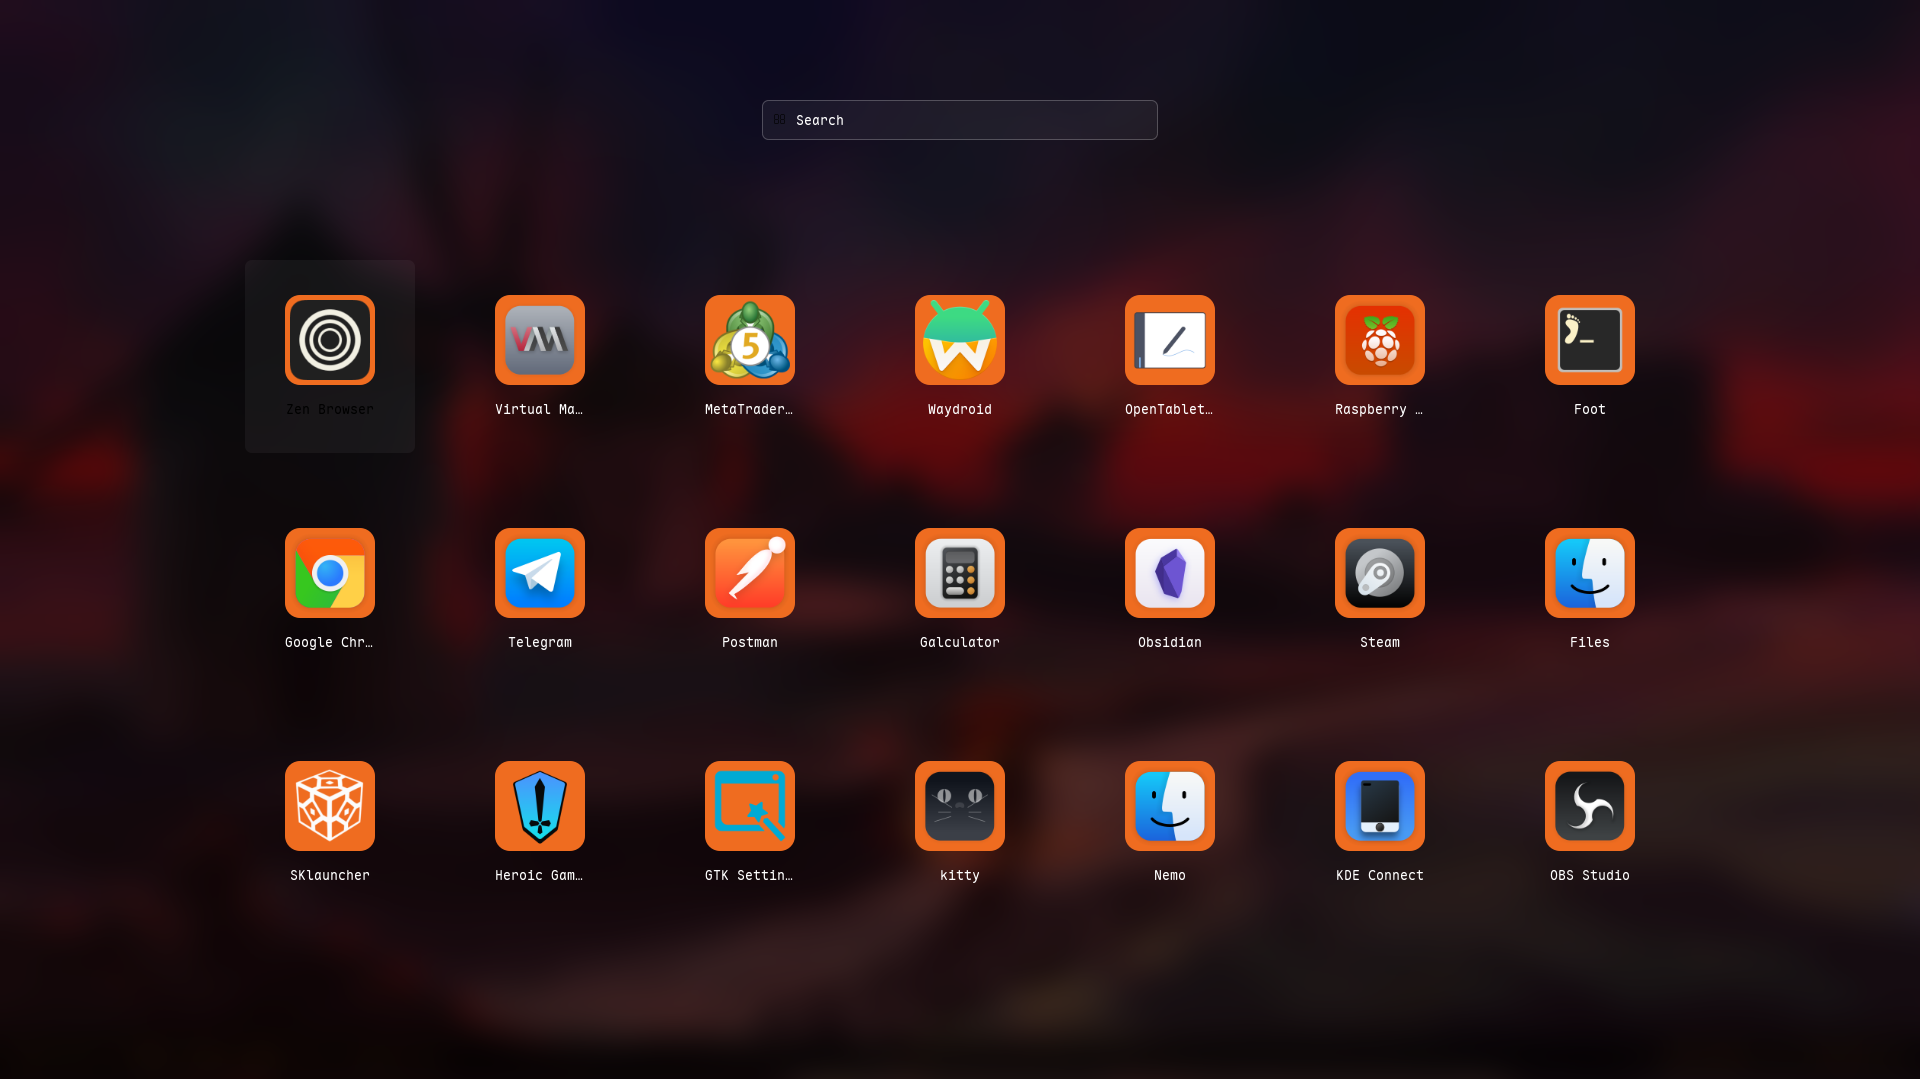 Search
Zen Browser
Virtual Ma…
MetaTrader…
Waydroid
OpenTablet…
Raspberry …
Foot
Google Chr…
Telegram
Postman
Galculator
Obsidian
Steam
Files
SKlauncher
Heroic Gam…
GTK Settin…
kitty
Nemo
KDE Connect
OBS Studio